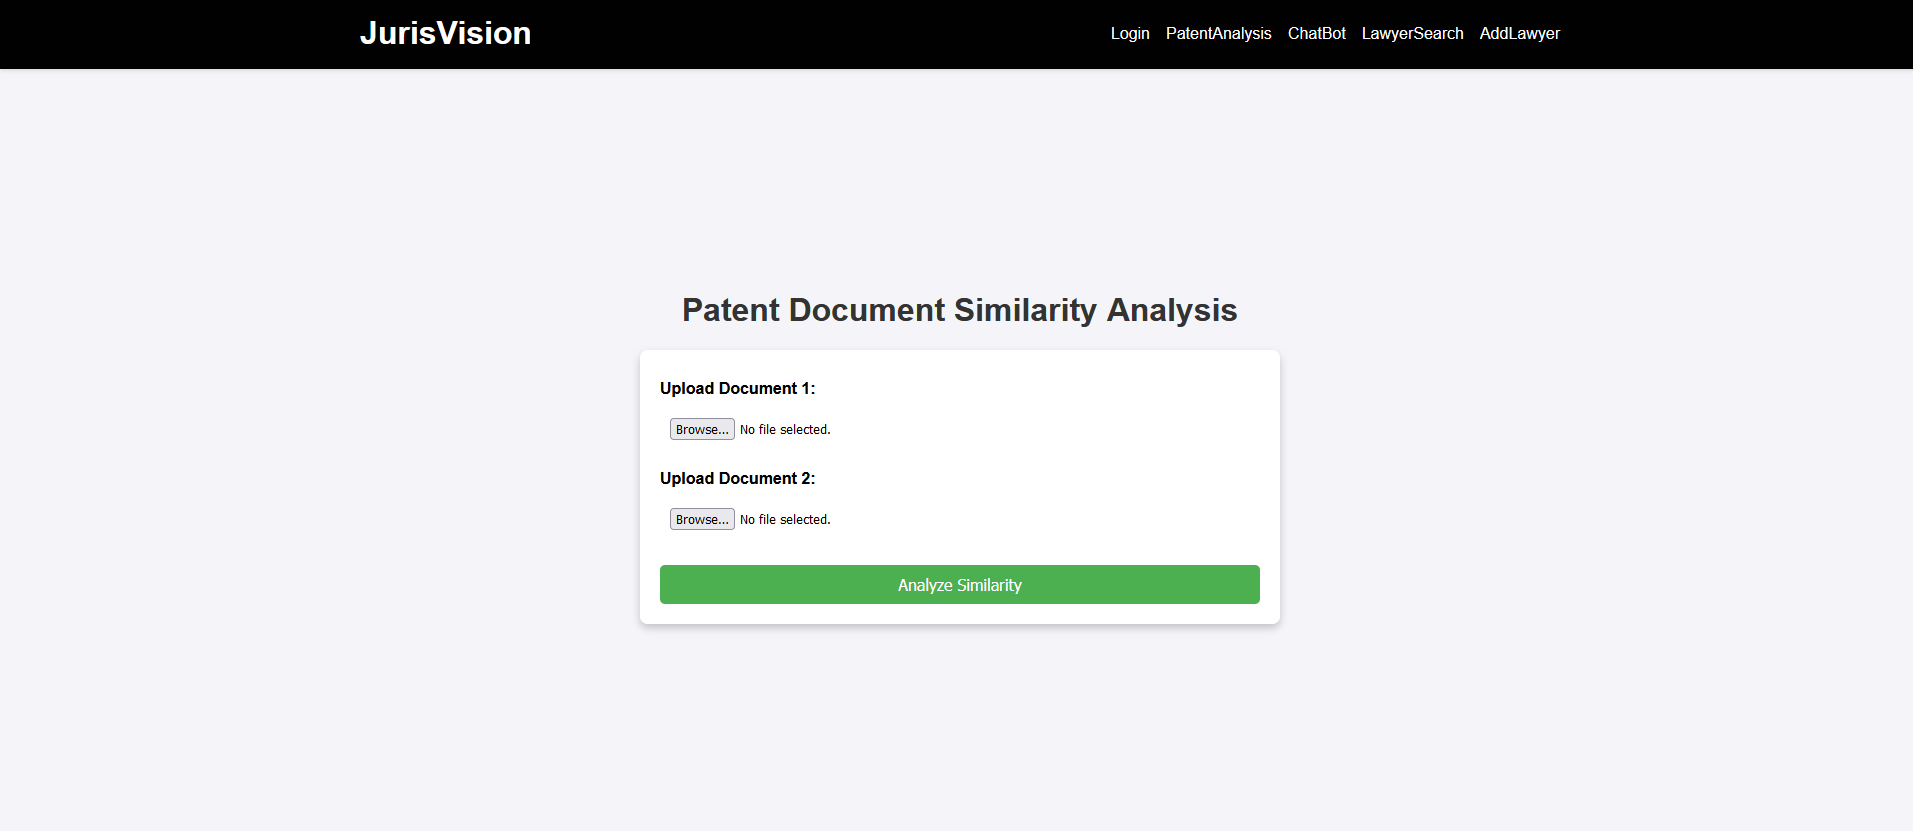 JurisVision
Login PatentAnalysis ChatBot LawyerSearch AddLawyer
Patent Document Similarity Analysis
Upload Document 1:
Browse... No file selected.
Upload Document 2:
Browse... No file selected.
Analyze Similarity